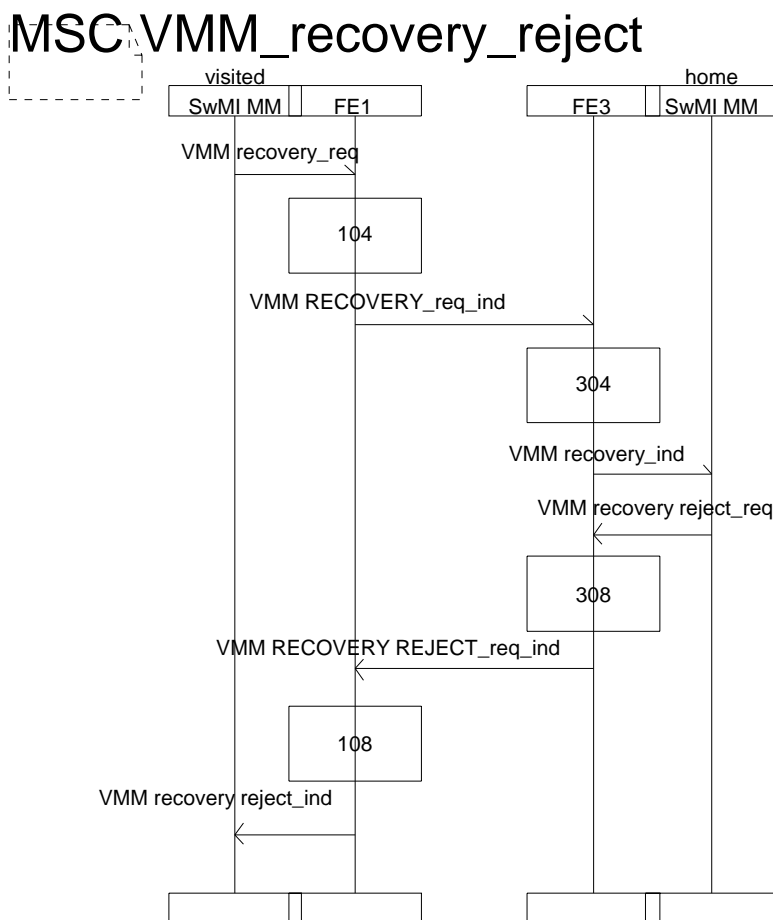 MSC VMM_recovery_reject
visited home
SwMI MM FE1 FE3 SwMI MM
VMM recovery_req
104
VMM RECOVERY_req_ind
304
VMM recovery_ind
VMM recovery reject_req
308
VMM RECOVERY REJECT_req_ind
108
VMM recovery reject_ind